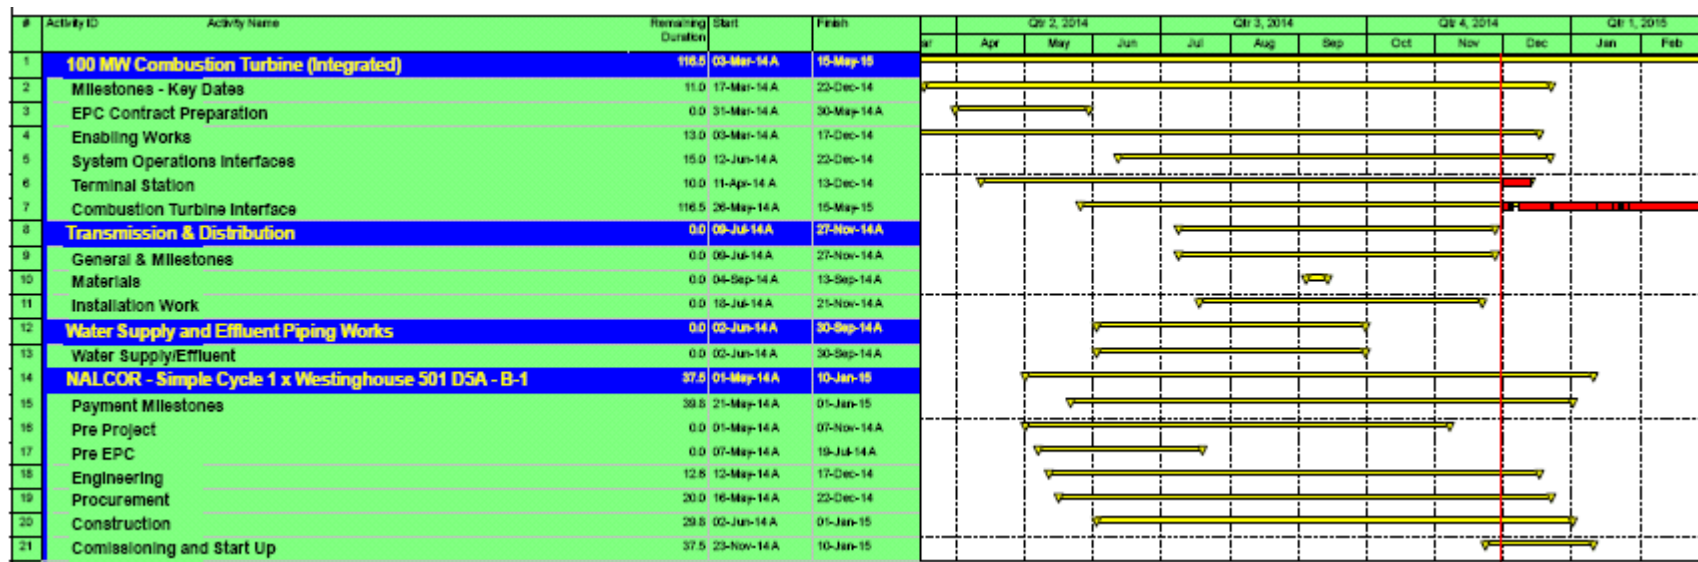 # Activity ID Activity Name Remaining Duration Start Finish Qtr 2, 2014 Qtr 3, 2014 Qtr 4, 2014 Qtr 1, 2015
ar Apr May Jun Jul Aug Sep Oct Nov Dec Jan Feb
1 100 MW Combustion Turbine (Integrated) 116.5 03-Mar-14 A 15-May-15
2 Milestones - Key Dates 11.0 17-Mar-14 A 22-Dec-14
3 EPC Contract Preparation 0.0 31-Mar-14 A 30-May-14 A
4 Enabling Works 13.0 03-Mar-14 A 17-Dec-14
5 System Operations Interfaces 15.0 12-Jun-14 A 22-Dec-14
6 Terminal Station 10.0 11-Apr-14 A 13-Dec-14
7 Combustion Turbine Interface 116.5 26-May-14 A 15-May-15
8 Transmission & Distribution 0.0 09-Jul-14 A 27-Nov-14 A
9 General & Milestones 0.0 09-Jul-14 A 27-Nov-14 A
10 Materials 0.0 04-Sep-14 A 13-Sep-14 A
11 Installation Work 0.0 18-Jul-14 A 21-Nov-14 A
12 Water Supply and Effluent Piping Works 0.0 02-Jun-14 A 30-Sep-14 A
13 Water Supply/Effluent 0.0 02-Jun-14 A 30-Sep-14 A
14 NALCOR - Simple Cycle 1 x Westinghouse 501 D5A - B-1 37.5 01-May-14 A 10-Jan-15
15 Payment Milestones 39.8 21-May-14 A 01-Jan-15
16 Pre Project 0.0 01-May-14 A 07-Nov-14 A
17 Pre EPC 0.0 07-May-14 A 19-Jul-14 A
18 Engineering 12.8 12-May-14 A 17-Dec-14
19 Procurement 20.0 16-May-14 A 22-Dec-14
20 Construction 29.8 02-Jun-14 A 01-Jan-15
21 Comissioning and Start Up 37.5 23-Nov-14 A 10-Jan-15